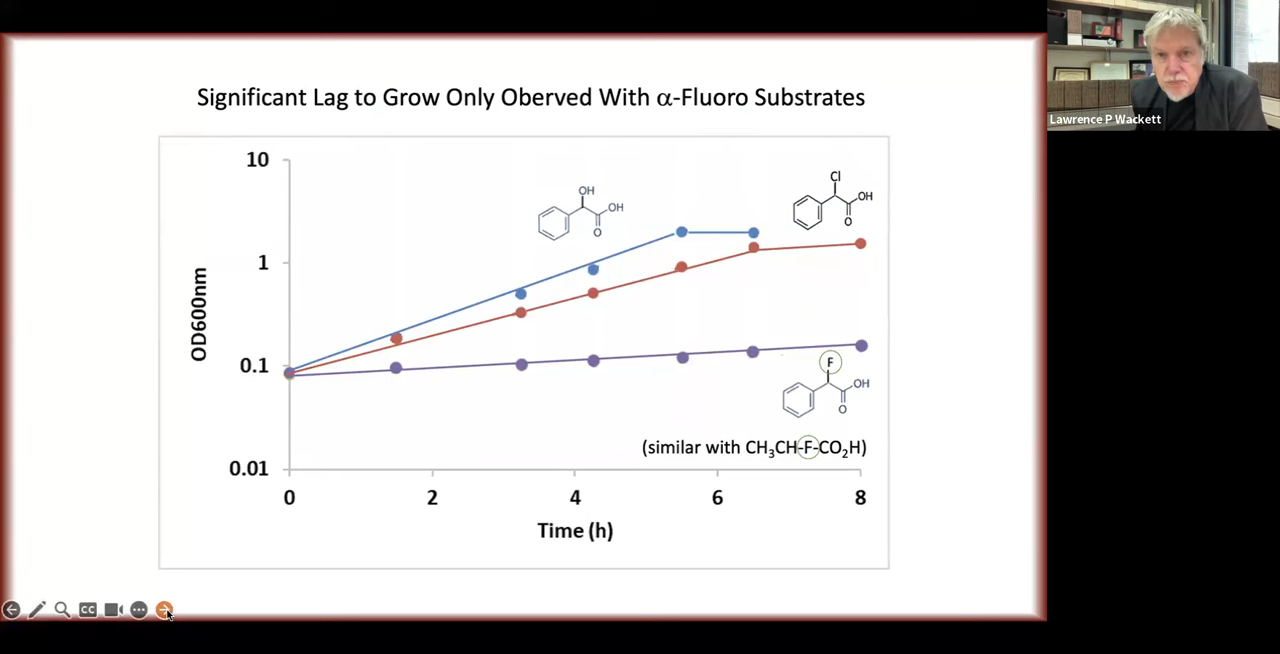 Significant Lag to Grow Only Oberved With α-Fluoro Substrates
Lawrence P Wackett
10
1
0.1
0.01
OD600nm
0
2
4
6
8
Time (h)
OH
OH
O
Cl
OH
O
F
OH
O
(similar with CH₃CH-F-CO₂H)
CC